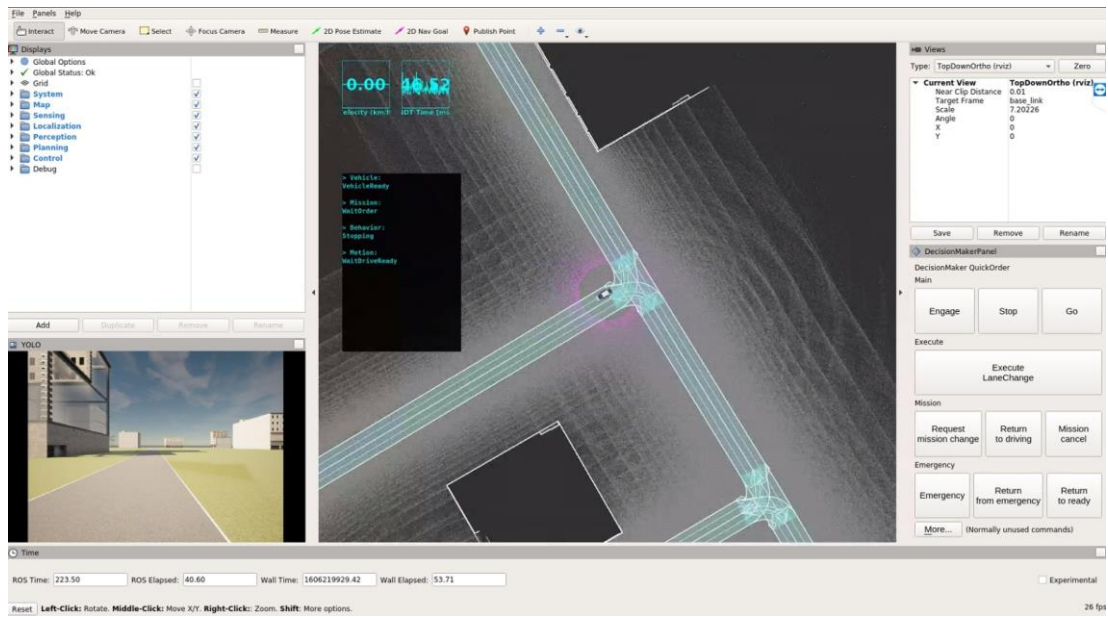 File Panels Help
Interact Move Camera Select Focus Camera Measure 2D Pose Estimate 2D Nav Goal Publish Point
Displays
Global Options
Global Status: Ok
Grid
System
Map
Sensing
Localization
Perception
Planning
Control
Debug
Add Duplicate Remove Rename
YOLO
0.00 46.52
elocity (km/h NDT Time [ms
> Vehicle:
VehicleReady
> Mission:
WaitOrder
> Behavior:
Stopping
> Motion:
WaitDriveReady
Views
Type: TopDownOrtho (rviz) Zero
Current View TopDownOrtho (rviz)
Near Clip Distance 0.01
Target Frame base_link
Scale 7.20226
Angle 0
X 0
Y 0
Save Remove Rename
DecisionMakerPanel
DecisionMaker QuickOrder
Main
Engage Stop Go
Execute
Execute
LaneChange
Mission
Request
mission change
Return
to driving
Mission
cancel
Emergency
Emergency
Return
from emergency
Return
to ready
More... (Normally unused commands)
Time
ROS Time: 223.50 ROS Elapsed: 40.60 Wall Time: 1606219929.42 Wall Elapsed: 53.71 Experimental
Reset Left-Click: Rotate. Middle-Click: Move X/Y. Right-Click: Zoom. Shift: More options. 26 fps